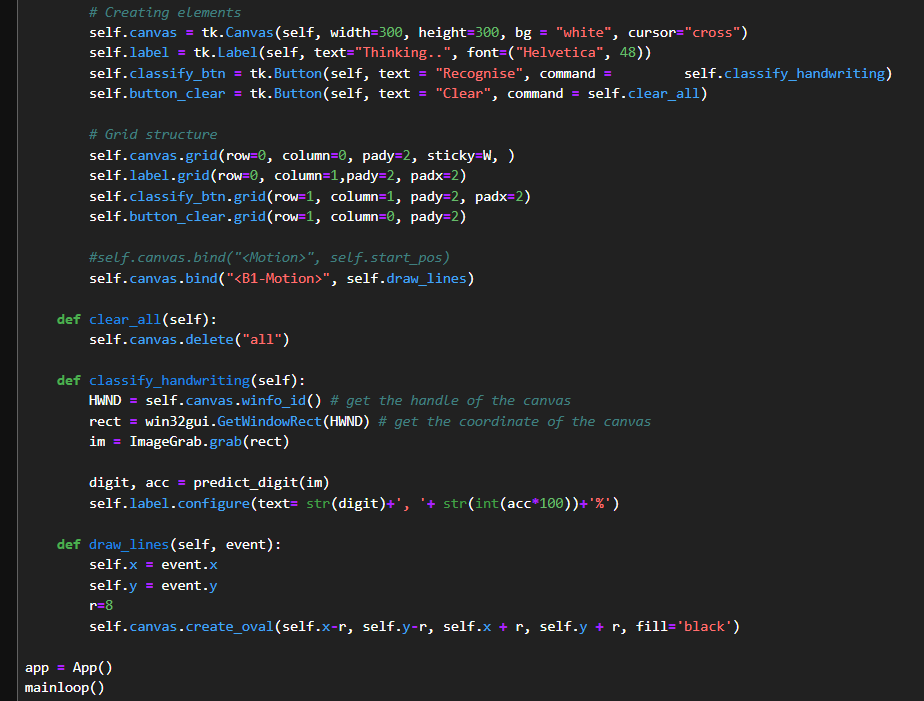 # Creating elements
self.canvas = tk.Canvas(self, width=300, height=300, bg = "white", cursor="cross")
self.label = tk.Label(self, text="Thinking..", font=("Helvetica", 48))
self.classify_btn = tk.Button(self, text = "Recognise", command =         self.classify_handwriting)
self.button_clear = tk.Button(self, text = "Clear", command = self.clear_all)
# Grid structure
self.canvas.grid(row=0, column=0, pady=2, sticky=W, )
self.label.grid(row=0, column=1,pady=2, padx=2)
self.classify_btn.grid(row=1, column=1, pady=2, padx=2)
self.button_clear.grid(row=1, column=0, pady=2)
#self.canvas.bind("<Motion>", self.start_pos)
self.canvas.bind("<B1-Motion>", self.draw_lines)
def clear_all(self):
self.canvas.delete("all")
def classify_handwriting(self):
HWND = self.canvas.winfo_id() # get the handle of the canvas
rect = win32gui.GetWindowRect(HWND) # get the coordinate of the canvas
im = ImageGrab.grab(rect)
digit, acc = predict_digit(im)
self.label.configure(text= str(digit)+', '+ str(int(acc*100))+'%')
def draw_lines(self, event):
self.x = event.x
self.y = event.y
r=8
self.canvas.create_oval(self.x-r, self.y-r, self.x + r, self.y + r, fill='black')
app = App()
mainloop()